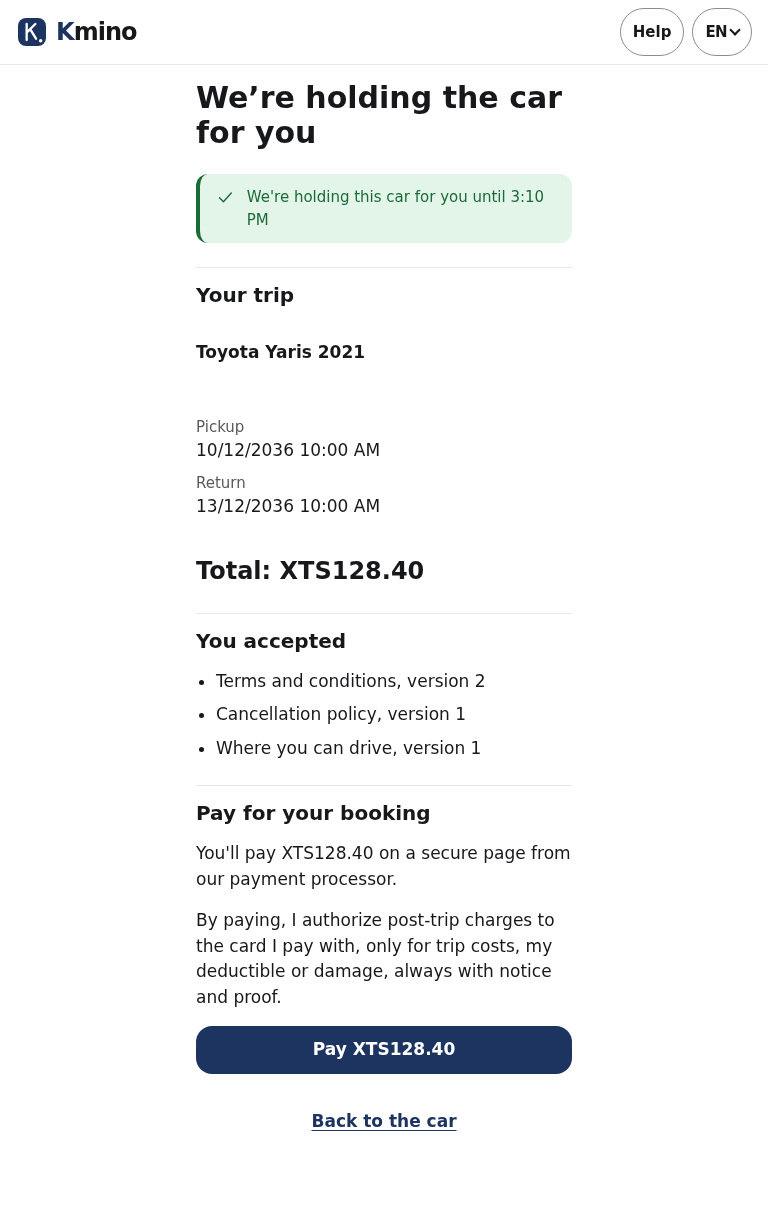 Kmino
Help
EN
We’re holding the car
for you
We're holding this car for you until 3:10
PM
Your trip
Toyota Yaris 2021
Pickup
10/12/2036 10:00 AM
Return
13/12/2036 10:00 AM
Total: XTS128.40
You accepted
• Terms and conditions, version 2
• Cancellation policy, version 1
• Where you can drive, version 1
Pay for your booking
You'll pay XTS128.40 on a secure page from
our payment processor.
By paying, I authorize post-trip charges to
the card I pay with, only for trip costs, my
deductible or damage, always with notice
and proof.
Pay XTS128.40
Back to the car